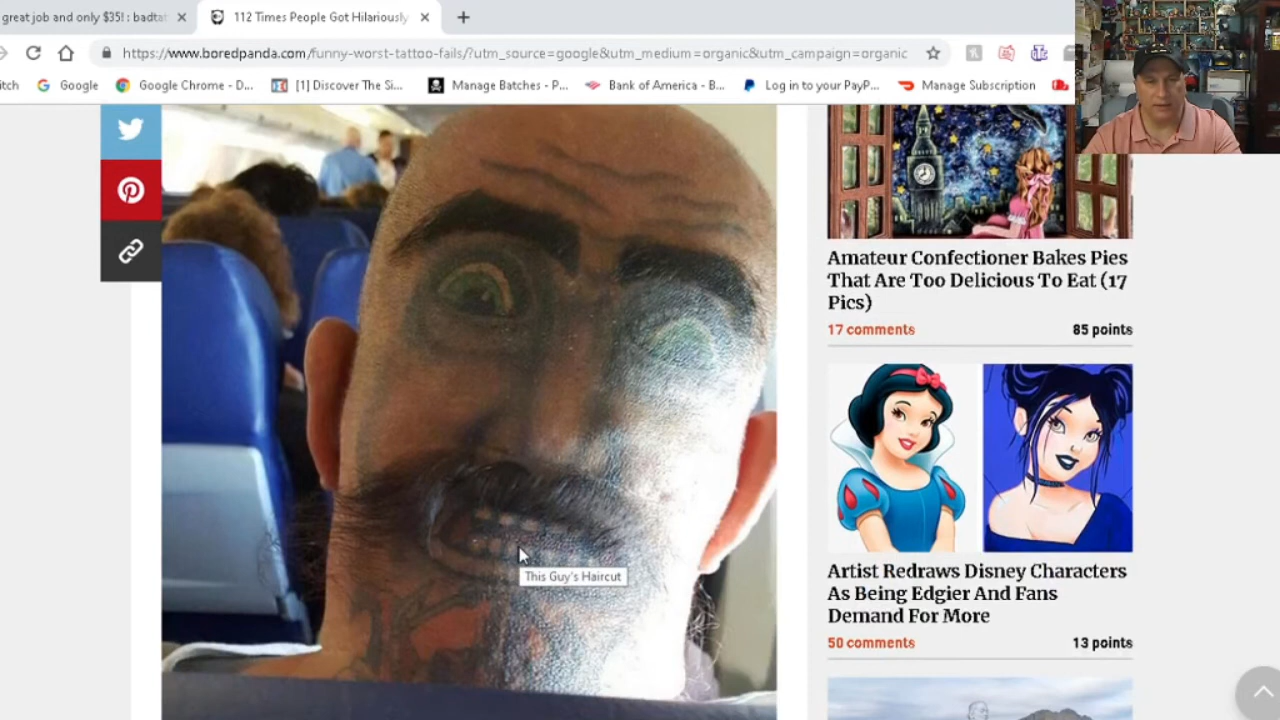 great job and only $35! : badtat
112 Times People Got Hilariously
https://www.boredpanda.com/funny-worst-tattoo-fails/?utm_source=google&utm_medium=organic&utm_campaign=organic
itch
Google
Google Chrome - D...
[1] Discover The Si...
Manage Batches - P...
Bank of America - B...
Log in to your PayP...
Manage Subscription
This Guy's Haircut
Amateur Confectioner Bakes Pies
That Are Too Delicious To Eat (17
Pics)
17 comments
85 points
Artist Redraws Disney Characters
As Being Edgier And Fans
Demand For More
50 comments
13 points